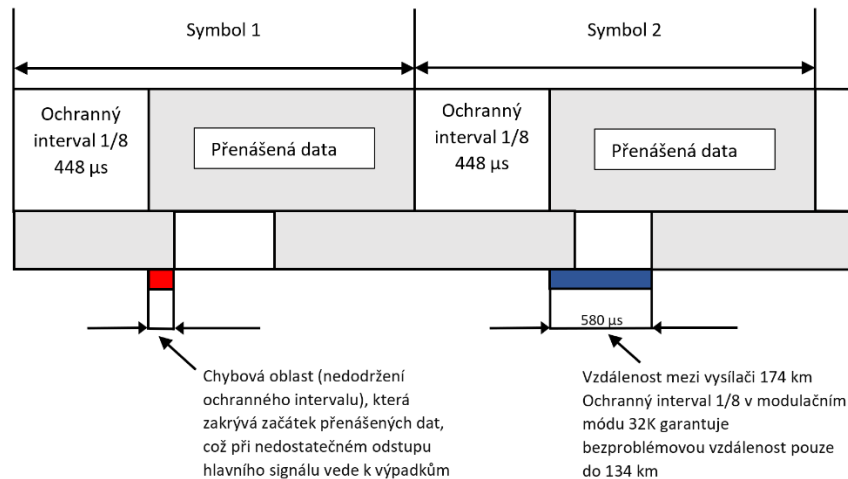 Symbol 1
Symbol 2
Ochranný
interval 1/8
448 µs
Přenášená data
Ochranný
interval 1/8
448 µs
Přenášená data
580 µs
Chybová oblast (nedodržení
ochranného intervalu), která
zakrývá začátek přenášených dat,
což při nedostatečném odstupu
hlavního signálu vede k výpadkům
Vzdálenost mezi vysílači 174 km
Ochranný interval 1/8 v modulačním
módu 32K garantuje
bezproblémovou vzdálenost pouze
do 134 km